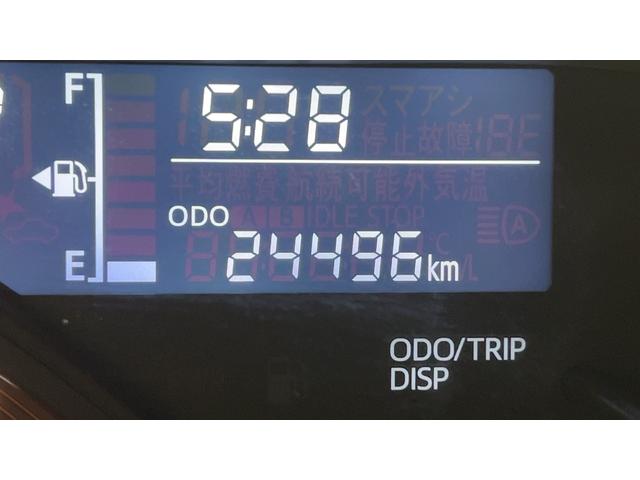 F
5:28
スマアシ
停止故障
平均燃費航続可能外気温
ODO A B IDLE STOP
E
24496km
ODO/TRIP
DISP